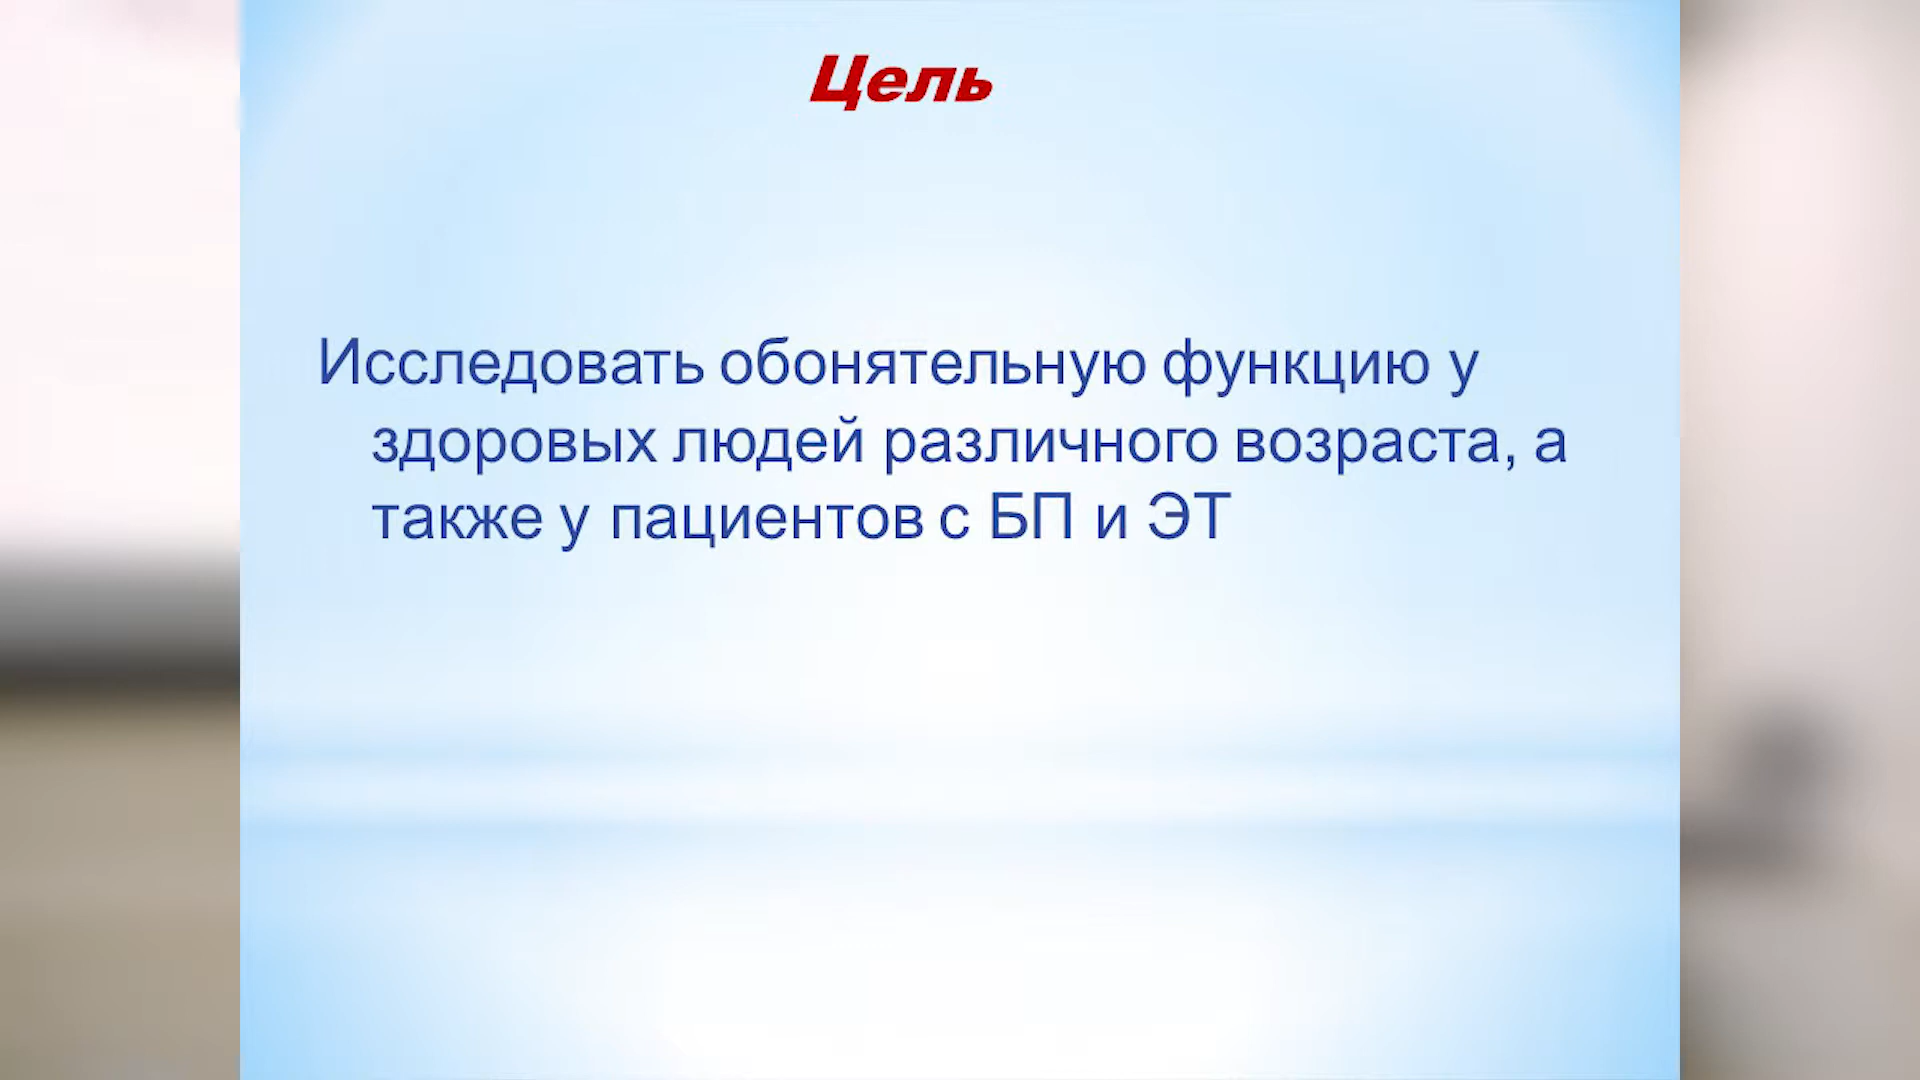 Цель
Исследовать обонятельную функцию у
здоровых людей различного возраста, а
также у пациентов с БП и ЭТ